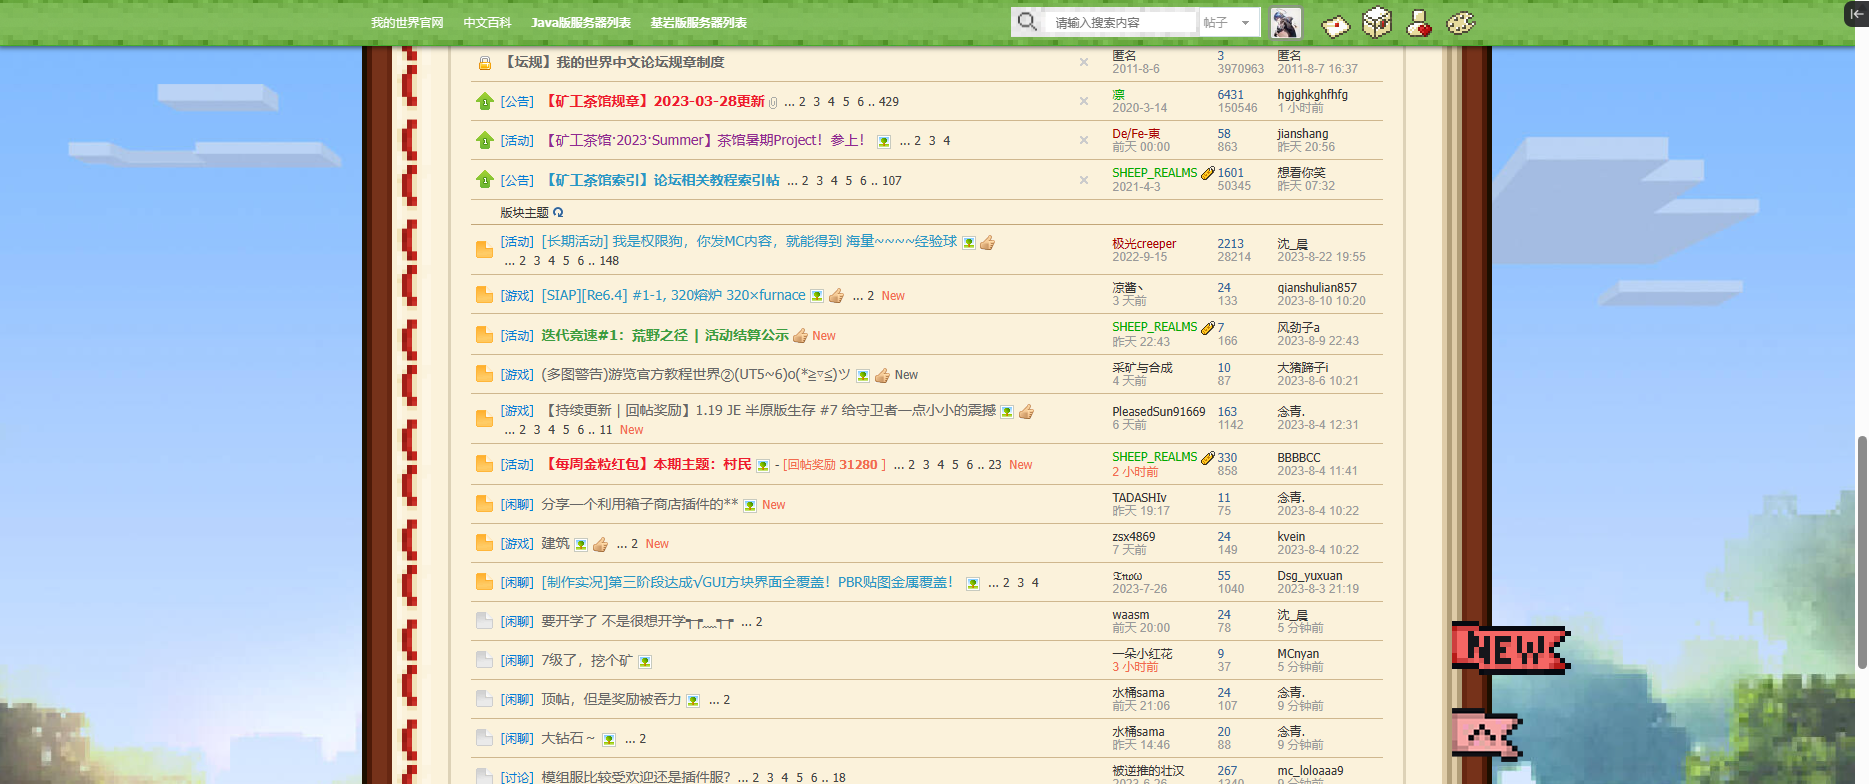 我的世界官网 中文百科 Java版服务器列表 基岩版服务器列表 请输入搜索内容 帖子
【坛规】我的世界中文论坛规章制度 匿名 3 匿名
2011-8-6 3970963 2011-8-7 16:37
[公告] 【矿工茶馆规章】2023-03-28更新 ... 2 3 4 5 6 .. 429 凛 6431 hgjghkghfhfg
2020-3-14 150546 1 小时前
[活动] 【矿工茶馆·2023·Summer】茶馆暑期Project！参上！ ... 2 3 4 De/Fe-東 58 jianshang
前天 00:00 863 昨天 20:56
[公告] 【矿工茶馆索引】论坛相关教程索引帖 ... 2 3 4 5 6 .. 107 SHEEP_REALMS 1601 想看你笑
2021-4-3 50345 昨天 07:32
版块主题
[活动] [长期活动] 我是权限狗，你发MC内容，就能得到 海量~~~~经验球 极光creeper 2213 沈_晨
... 2 3 4 5 6 .. 148 2022-9-15 28214 2023-8-22 19:55
[游戏] [SIAP][Re6.4] #1-1, 320熔炉 320×furnace ... 2 New 凉酱丶 24 qianshulian857
3 天前 133 2023-8-10 10:20
[活动] 迭代竞速#1：荒野之径 | 活动结算公示 New SHEEP_REALMS 7 风劲子a
昨天 22:43 166 2023-8-9 22:43
[游戏] (多图警告)游览官方教程世界②(UT5~6)o(*≧▽≦)ツ New 采矿与合成 10 大猪蹄子i
4 天前 87 2023-8-6 10:21
[游戏] 【持续更新 | 回帖奖励】1.19 JE 半原版生存 #7 给守卫者一点小小的震撼 PleasedSun91669 163 念青.
... 2 3 4 5 6 .. 11 New 6 天前 1142 2023-8-4 12:31
[活动] 【每周金粒红包】本期主题：村民 - [回帖奖励 31280 ] ... 2 3 4 5 6 .. 23 New SHEEP_REALMS 330 BBBBCC
2 小时前 858 2023-8-4 11:41
[闲聊] 分享一个利用箱子商店插件的** New TADASHIv 11 念青.
昨天 19:17 75 2023-8-4 10:22
[游戏] 建筑 ... 2 New zsx4869 24 kvein
7 天前 149 2023-8-4 10:22
[闲聊] [制作实况]第三阶段达成√GUI方块界面全覆盖！PBR贴图金属覆盖！ ... 2 3 4 55 Dsg_yuxuan
2023-7-26 1040 2023-8-3 21:19
[闲聊] 要开学了 不是很想开学┭┮﹏┭┮ ... 2 waasm 24 沈_晨
前天 20:00 78 5 分钟前
[闲聊] 7级了，挖个矿 一朵小红花 9 MCnyan
3 小时前 37 5 分钟前
[闲聊] 顶帖，但是奖励被吞力 ... 2 水桶sama 24 念青.
前天 21:06 107 9 分钟前
[闲聊] 大钻石～ ... 2 水桶sama 20 念青.
昨天 14:46 88 9 分钟前
[讨论] 模组服比较受欢迎还是插件服？ ... 2 3 4 5 6 .. 18 被逆推的壮汉 267 mc_loloaaa9
NEW